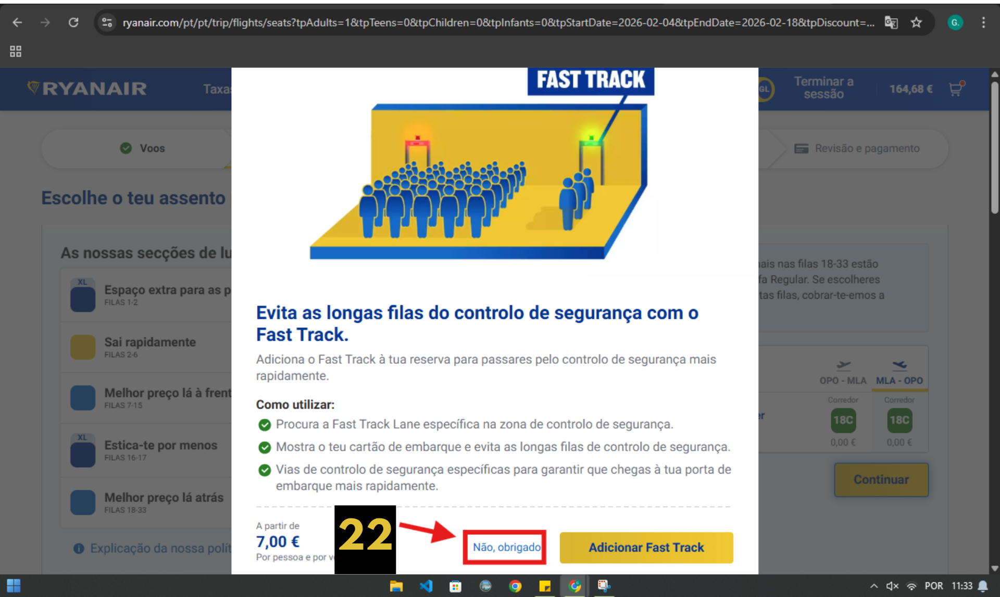 ryanair.com/pt/pt/trip/flights/seats?tpAdults=1&tpTeens=0&tpChildren=0&tpInfants=0&tpStartDate=2026-02-04&tpEndDate=2026-02-18&tpDiscount=...
G.
RYANAIR
Taxas
FAST TRACK
GL
Terminar a
sessão
164,68 €
Voos
Revisão e pagamento
Escolhe o teu assento
As nossas secções de lu
XL
Espaço extra para as p
FILAS 1-2
Sai rapidamente
FILAS 2-6
Melhor preço lá à frent
FILAS 7-15
XL
Estica-te por menos
FILAS 16-17
Melhor preço lá atrás
FILAS 18-33
Explicação da nossa polít
Evita as longas filas do controlo de segurança com o
Fast Track.
Adiciona o Fast Track à tua reserva para passares pelo controlo de segurança mais
rapidamente.
Como utilizar:
Procura a Fast Track Lane específica na zona de controlo de segurança.
Mostra o teu cartão de embarque e evita as longas filas de controlo de segurança.
Vias de controlo de segurança específicas para garantir que chegas à tua porta de
embarque mais rapidamente.
A partir de
7,00 €
Por pessoa e por v
22
Não, obrigado
Adicionar Fast Track
ais nas filas 18-33 estão
fa Regular. Se escolheres
tas filas, cobrar-te-emos a
OPO - MLA
MLA - OPO
er
Corredor
Corredor
18C
18C
0,00 €
0,00 €
Continuar
POR
11:33